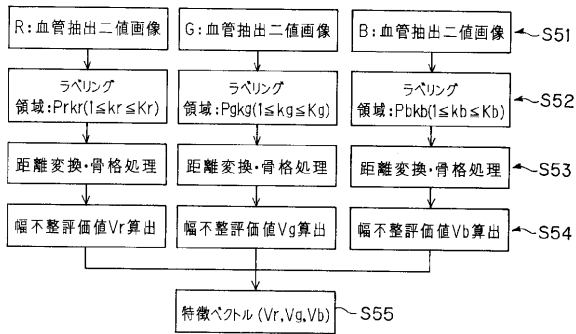 R:血管抽出二値画像
G:血管抽出二値画像
B:血管抽出二値画像
S51
ラベリング
領域:Prkr(1≦kr≦Kr)
ラベリング
領域:Pgkg(1≦kg≦Kg)
ラベリング
領域:Pbkb(1≦kb≦Kb)
S52
距離変換・骨格処理
距離変換・骨格処理
距離変換・骨格処理
S53
幅不整評価値Vr算出
幅不整評価値Vg算出
幅不整評価値Vb算出
S54
特徴ベクトル(Vr,Vg,Vb)
S55